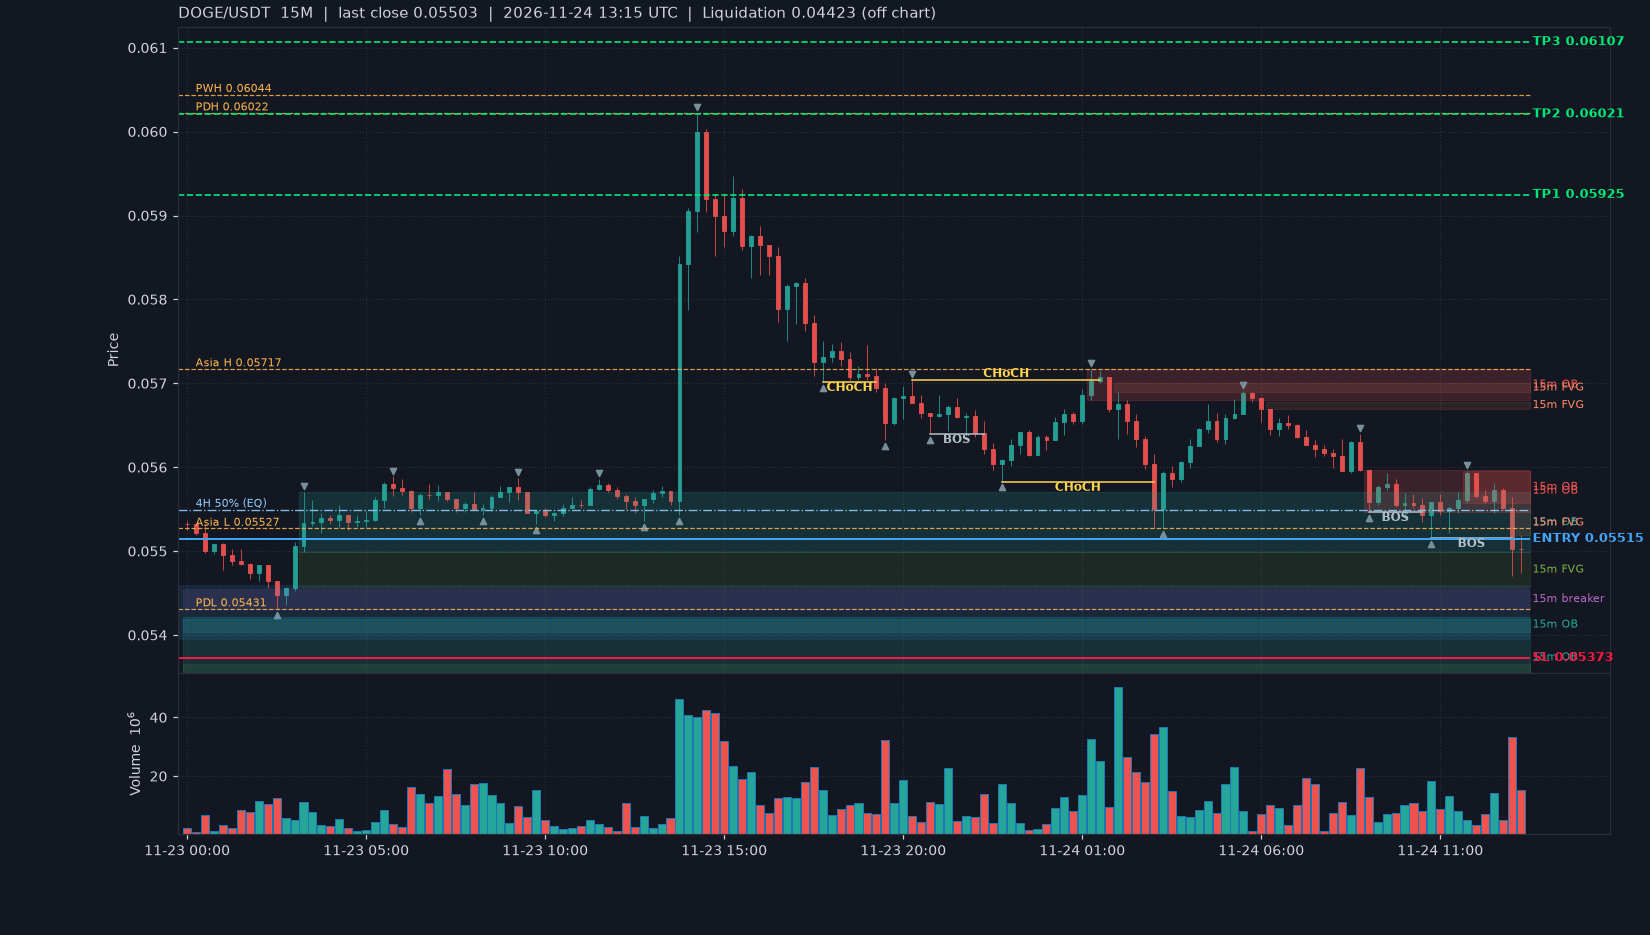 DOGE/USDT 15M | last close 0.05503 | 2026-11-24 13:15 UTC | Liquidation 0.04423 (off chart)
0.061
TP3 0.06107
PWH 0.06044
PDH 0.06022
TP2 0.06021
0.060
TP1 0.05925
0.059
0.058
Price
Asia H 0.05717
CHoCH
0.057
CHoCH
15m FVG
15m FVG
BOS
0.056
CHoCH
15m OB
15m OB
4H 50% (EQ)
BOS
Asia L 0.05527
0.055
BOS
ENTRY 0.05515
15m FVG
PDL 0.05431
15m breaker
0.054
15m OB
SL 0.05373
Volume 10⁶
40
20
11-23 00:00
11-23 05:00
11-23 10:00
11-23 15:00
11-23 20:00
11-24 01:00
11-24 06:00
11-24 11:00